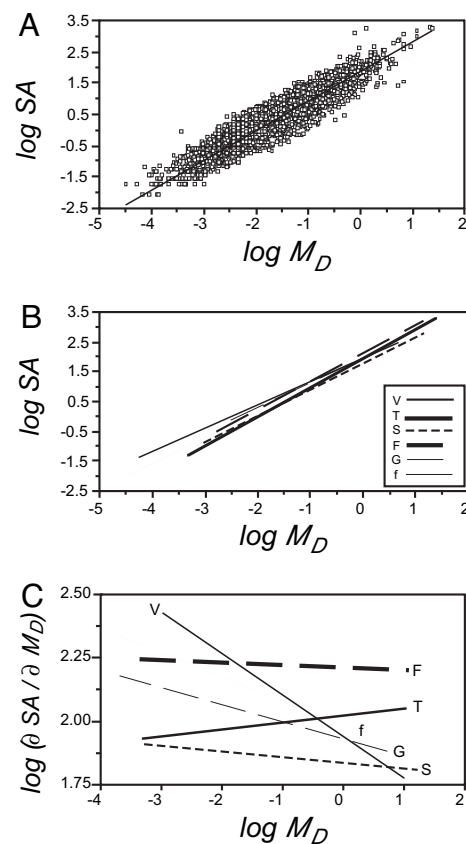 A
3.5
2.5
1.5
0.5
-0.5
-1.5
-2.5
log SA
-5 -4 -3 -2 -1 0 1 2
log M_D
B
3.5
2.5
1.5
0.5
-0.5
-1.5
-2.5
log SA
V
T
S
F
G
f
-5 -4 -3 -2 -1 0 1 2
log M_D
C
2.50
2.25
2.00
1.75
log (∂ SA / ∂ M_D)
V
F
T
f
G
S
-4 -3 -2 -1 0 1 2
log M_D